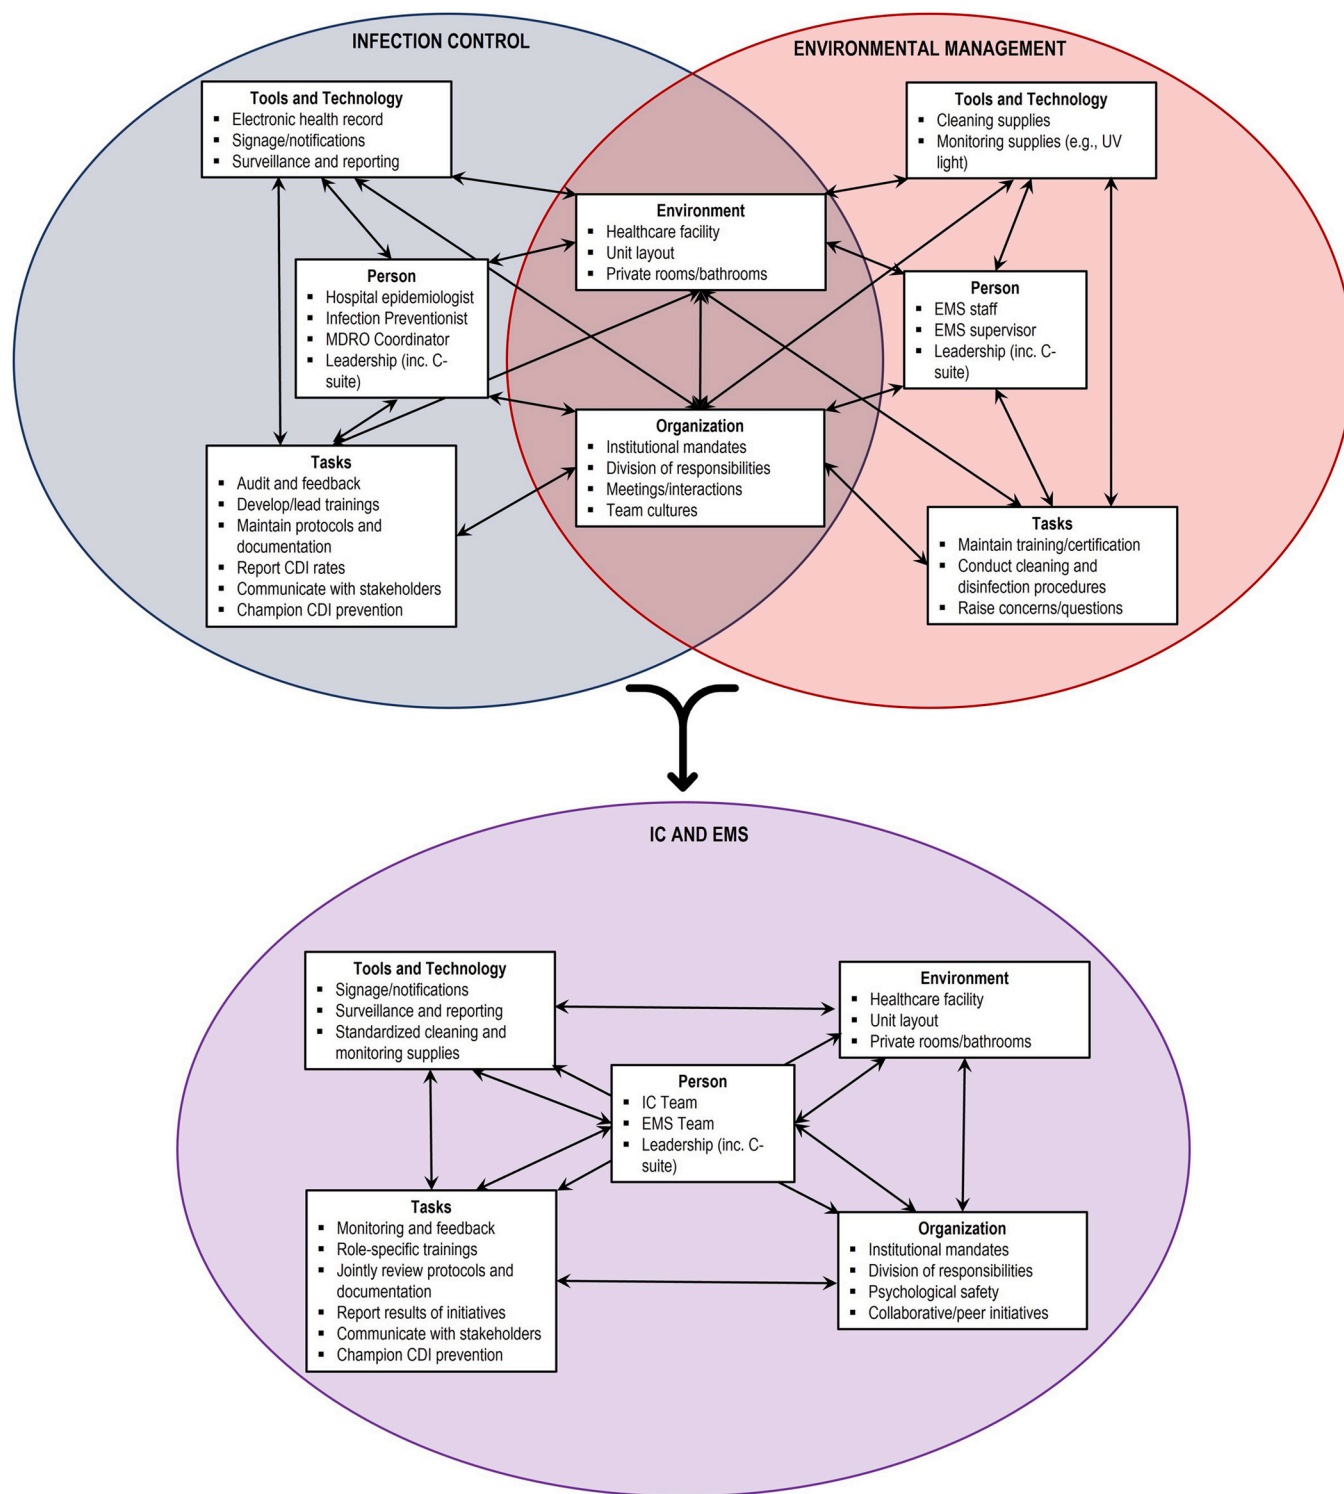 INFECTION CONTROL
Tools and Technology
▪ Electronic health record
▪ Signage/notifications
▪ Surveillance and reporting
Person
▪ Hospital epidemiologist
▪ Infection Preventionist
▪ MDRO Coordinator
▪ Leadership (inc. C-
suite)
Tasks
▪ Audit and feedback
▪ Develop/lead trainings
▪ Maintain protocols and
documentation
▪ Report CDI rates
▪ Communicate with stakeholders
▪ Champion CDI prevention
Environment
▪ Healthcare facility
▪ Unit layout
▪ Private rooms/bathrooms
Organization
▪ Institutional mandates
▪ Division of responsibilities
▪ Meetings/interactions
▪ Team cultures
ENVIRONMENTAL MANAGEMENT
Tools and Technology
▪ Cleaning supplies
▪ Monitoring supplies (e.g., UV
light)
Person
▪ EMS staff
▪ EMS supervisor
▪ Leadership (inc. C-
suite)
Tasks
▪ Maintain training/certification
▪ Conduct cleaning and
disinfection procedures
▪ Raise concerns/questions
IC AND EMS
Tools and Technology
▪ Signage/notifications
▪ Surveillance and reporting
▪ Standardized cleaning and
monitoring supplies
Environment
▪ Healthcare facility
▪ Unit layout
▪ Private rooms/bathrooms
Person
▪ IC Team
▪ EMS Team
▪ Leadership (inc. C-
suite)
Tasks
▪ Monitoring and feedback
▪ Role-specific trainings
▪ Jointly review protocols and
documentation
▪ Report results of initiatives
▪ Communicate with stakeholders
▪ Champion CDI prevention
Organization
▪ Institutional mandates
▪ Division of responsibilities
▪ Psychological safety
▪ Collaborative/peer initiatives